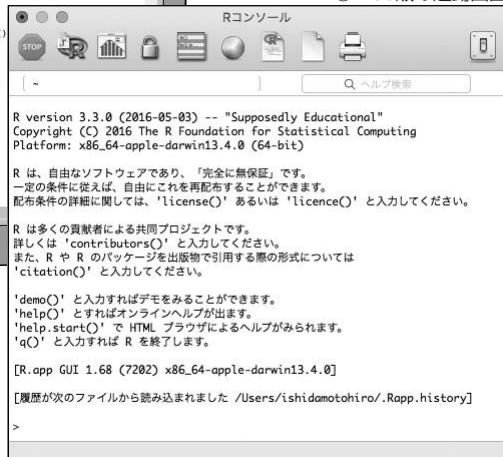 Rコンソール
STOP
R
~
ヘルプ検索
R version 3.3.0 (2016-05-03) -- "Supposedly Educational"
Copyright (C) 2016 The R Foundation for Statistical Computing
Platform: x86_64-apple-darwin13.4.0 (64-bit)
R は、自由なソフトウェアであり、「完全に無保証」です。
一定の条件に従えば、自由にこれを再配布することができます。
配布条件の詳細に関しては、'license()' あるいは 'licence()' と入力してください。
R は多くの貢献者による共同プロジェクトです。
詳しくは 'contributors()' と入力してください。
また、R や R のパッケージを出版物で引用する際の形式については
'citation()' と入力してください。
'demo()' と入力すればデモをみることができます。
'help()' とすればオンラインヘルプが出ます。
'help.start()' で HTML ブラウザによるヘルプがみられます。
'q()' と入力すれば R を終了します。
[R.app GUI 1.68 (7202) x86_64-apple-darwin13.4.0]
[履歴が次のファイルから読み込まれました /Users/ishidamotohiro/.Rapp.history]
>